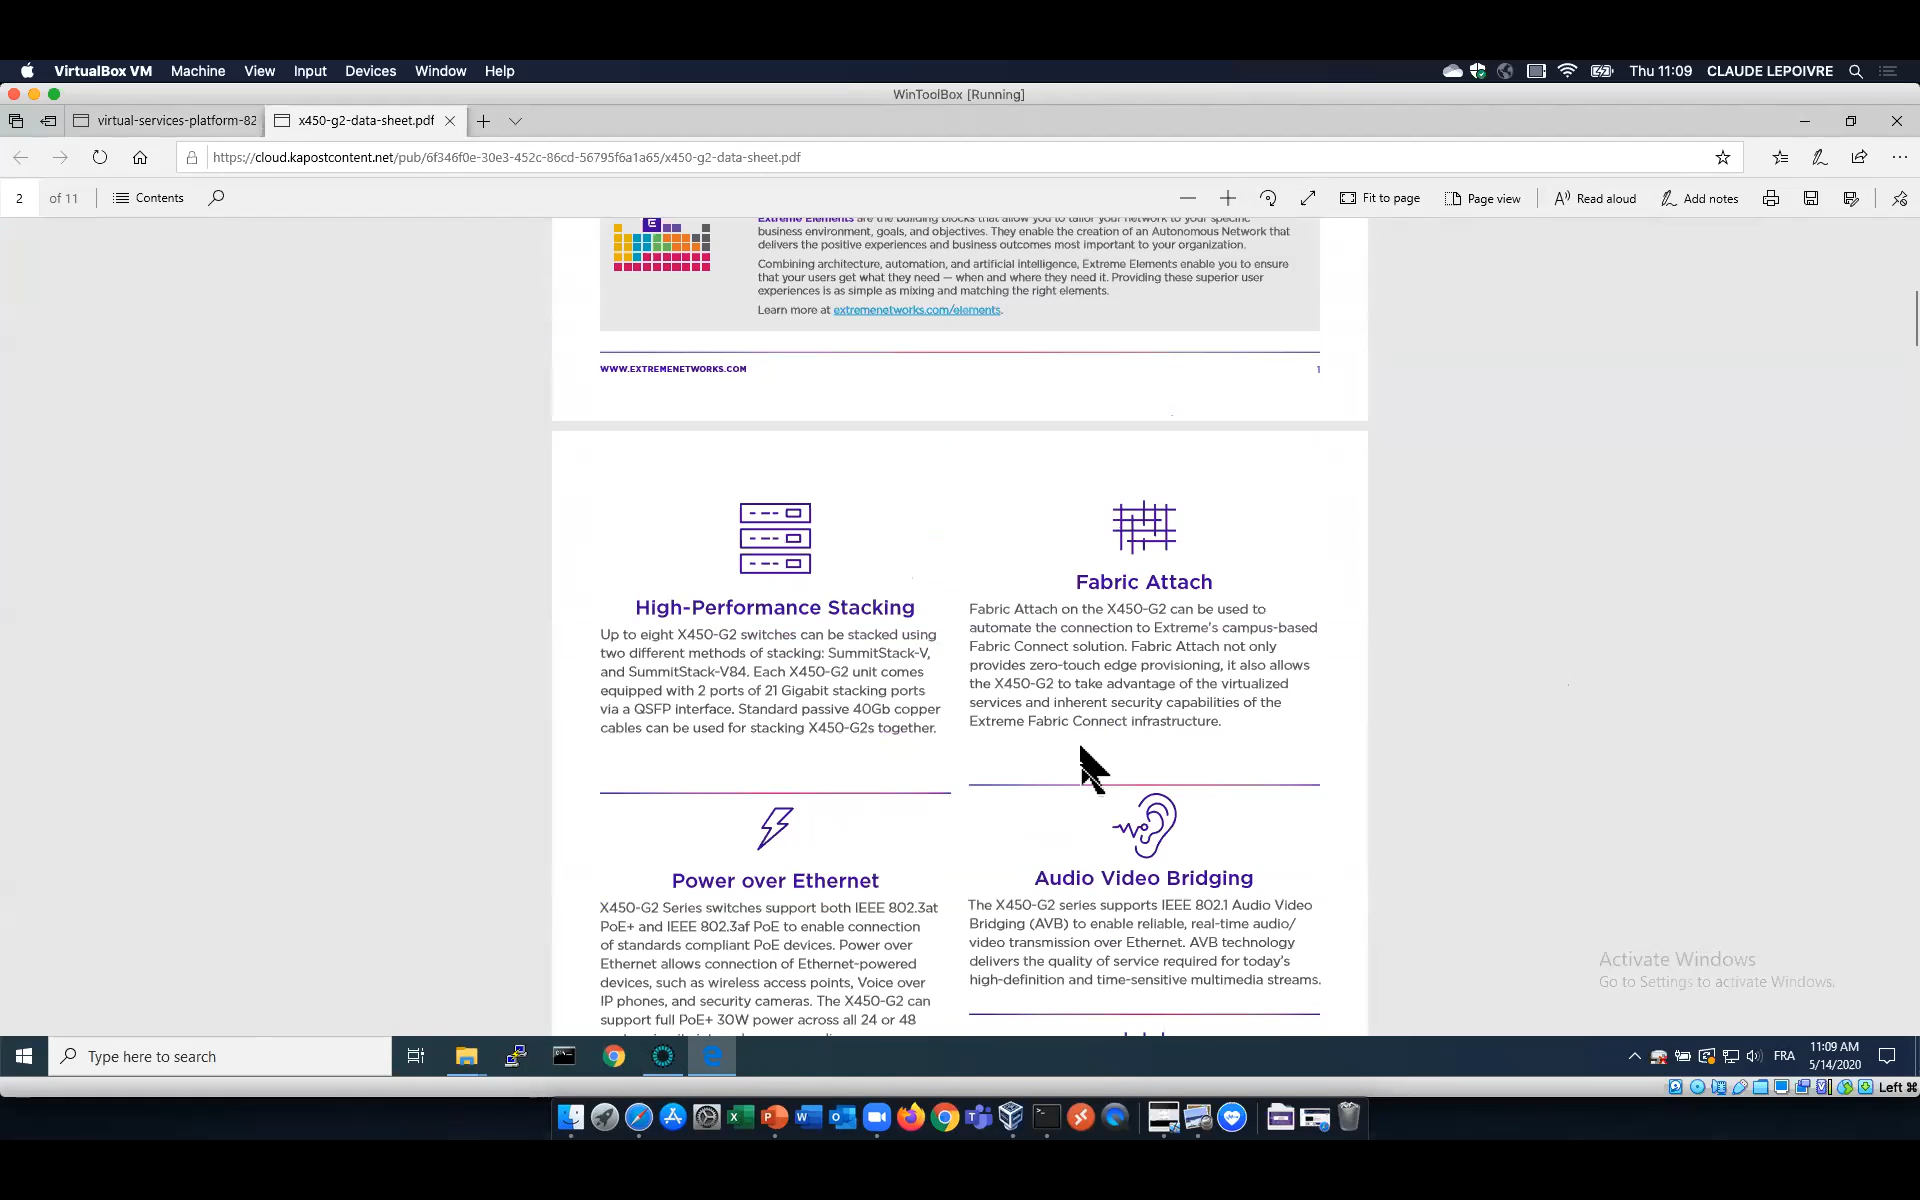 VirtualBox VM Machine View Input Devices Window Help
Thu 11:09 CLAUDE LEPOIVRE
WinToolBox [Running]
virtual-services-platform-82
x450-g2-data-sheet.pdf
https://cloud.kapostcontent.net/pub/6f346f0e-30e3-452c-86cd-56795f6a1a65/x450-g2-data-sheet.pdf
2 of 11 Contents
Fit to page Page view Read aloud Add notes
Extreme Elements are the building blocks that allow you to tailor your network to your specific
business environment, goals, and objectives. They enable the creation of an Autonomous Network that
delivers the positive experiences and business outcomes most important to your organization.
Combining architecture, automation, and artificial intelligence, Extreme Elements enable you to ensure
that your users get what they need — when and where they need it. Providing these superior user
experiences is as simple as mixing and matching the right elements.
Learn more at extremenetworks.com/elements.
WWW.EXTREMENETWORKS.COM 1
High-Performance Stacking
Up to eight X450-G2 switches can be stacked using
two different methods of stacking: SummitStack-V,
and SummitStack-V84. Each X450-G2 unit comes
equipped with 2 ports of 21 Gigabit stacking ports
via a QSFP interface. Standard passive 40Gb copper
cables can be used for stacking X450-G2s together.
Fabric Attach
Fabric Attach on the X450-G2 can be used to
automate the connection to Extreme's campus-based
Fabric Connect solution. Fabric Attach not only
provides zero-touch edge provisioning, it also allows
the X450-G2 to take advantage of the virtualized
services and inherent security capabilities of the
Extreme Fabric Connect infrastructure.
Power over Ethernet
X450-G2 Series switches support both IEEE 802.3at
PoE+ and IEEE 802.3af PoE to enable connection
of standards compliant PoE devices. Power over
Ethernet allows connection of Ethernet-powered
devices, such as wireless access points, Voice over
IP phones, and security cameras. The X450-G2 can
support full PoE+ 30W power across all 24 or 48
Audio Video Bridging
The X450-G2 series supports IEEE 802.1 Audio Video
Bridging (AVB) to enable reliable, real-time audio/
video transmission over Ethernet. AVB technology
delivers the quality of service required for today's
high-definition and time-sensitive multimedia streams.
Activate Windows
Go to Settings to activate Windows.
Type here to search
FRA
11:09 AM
5/14/2020
Left ⌘